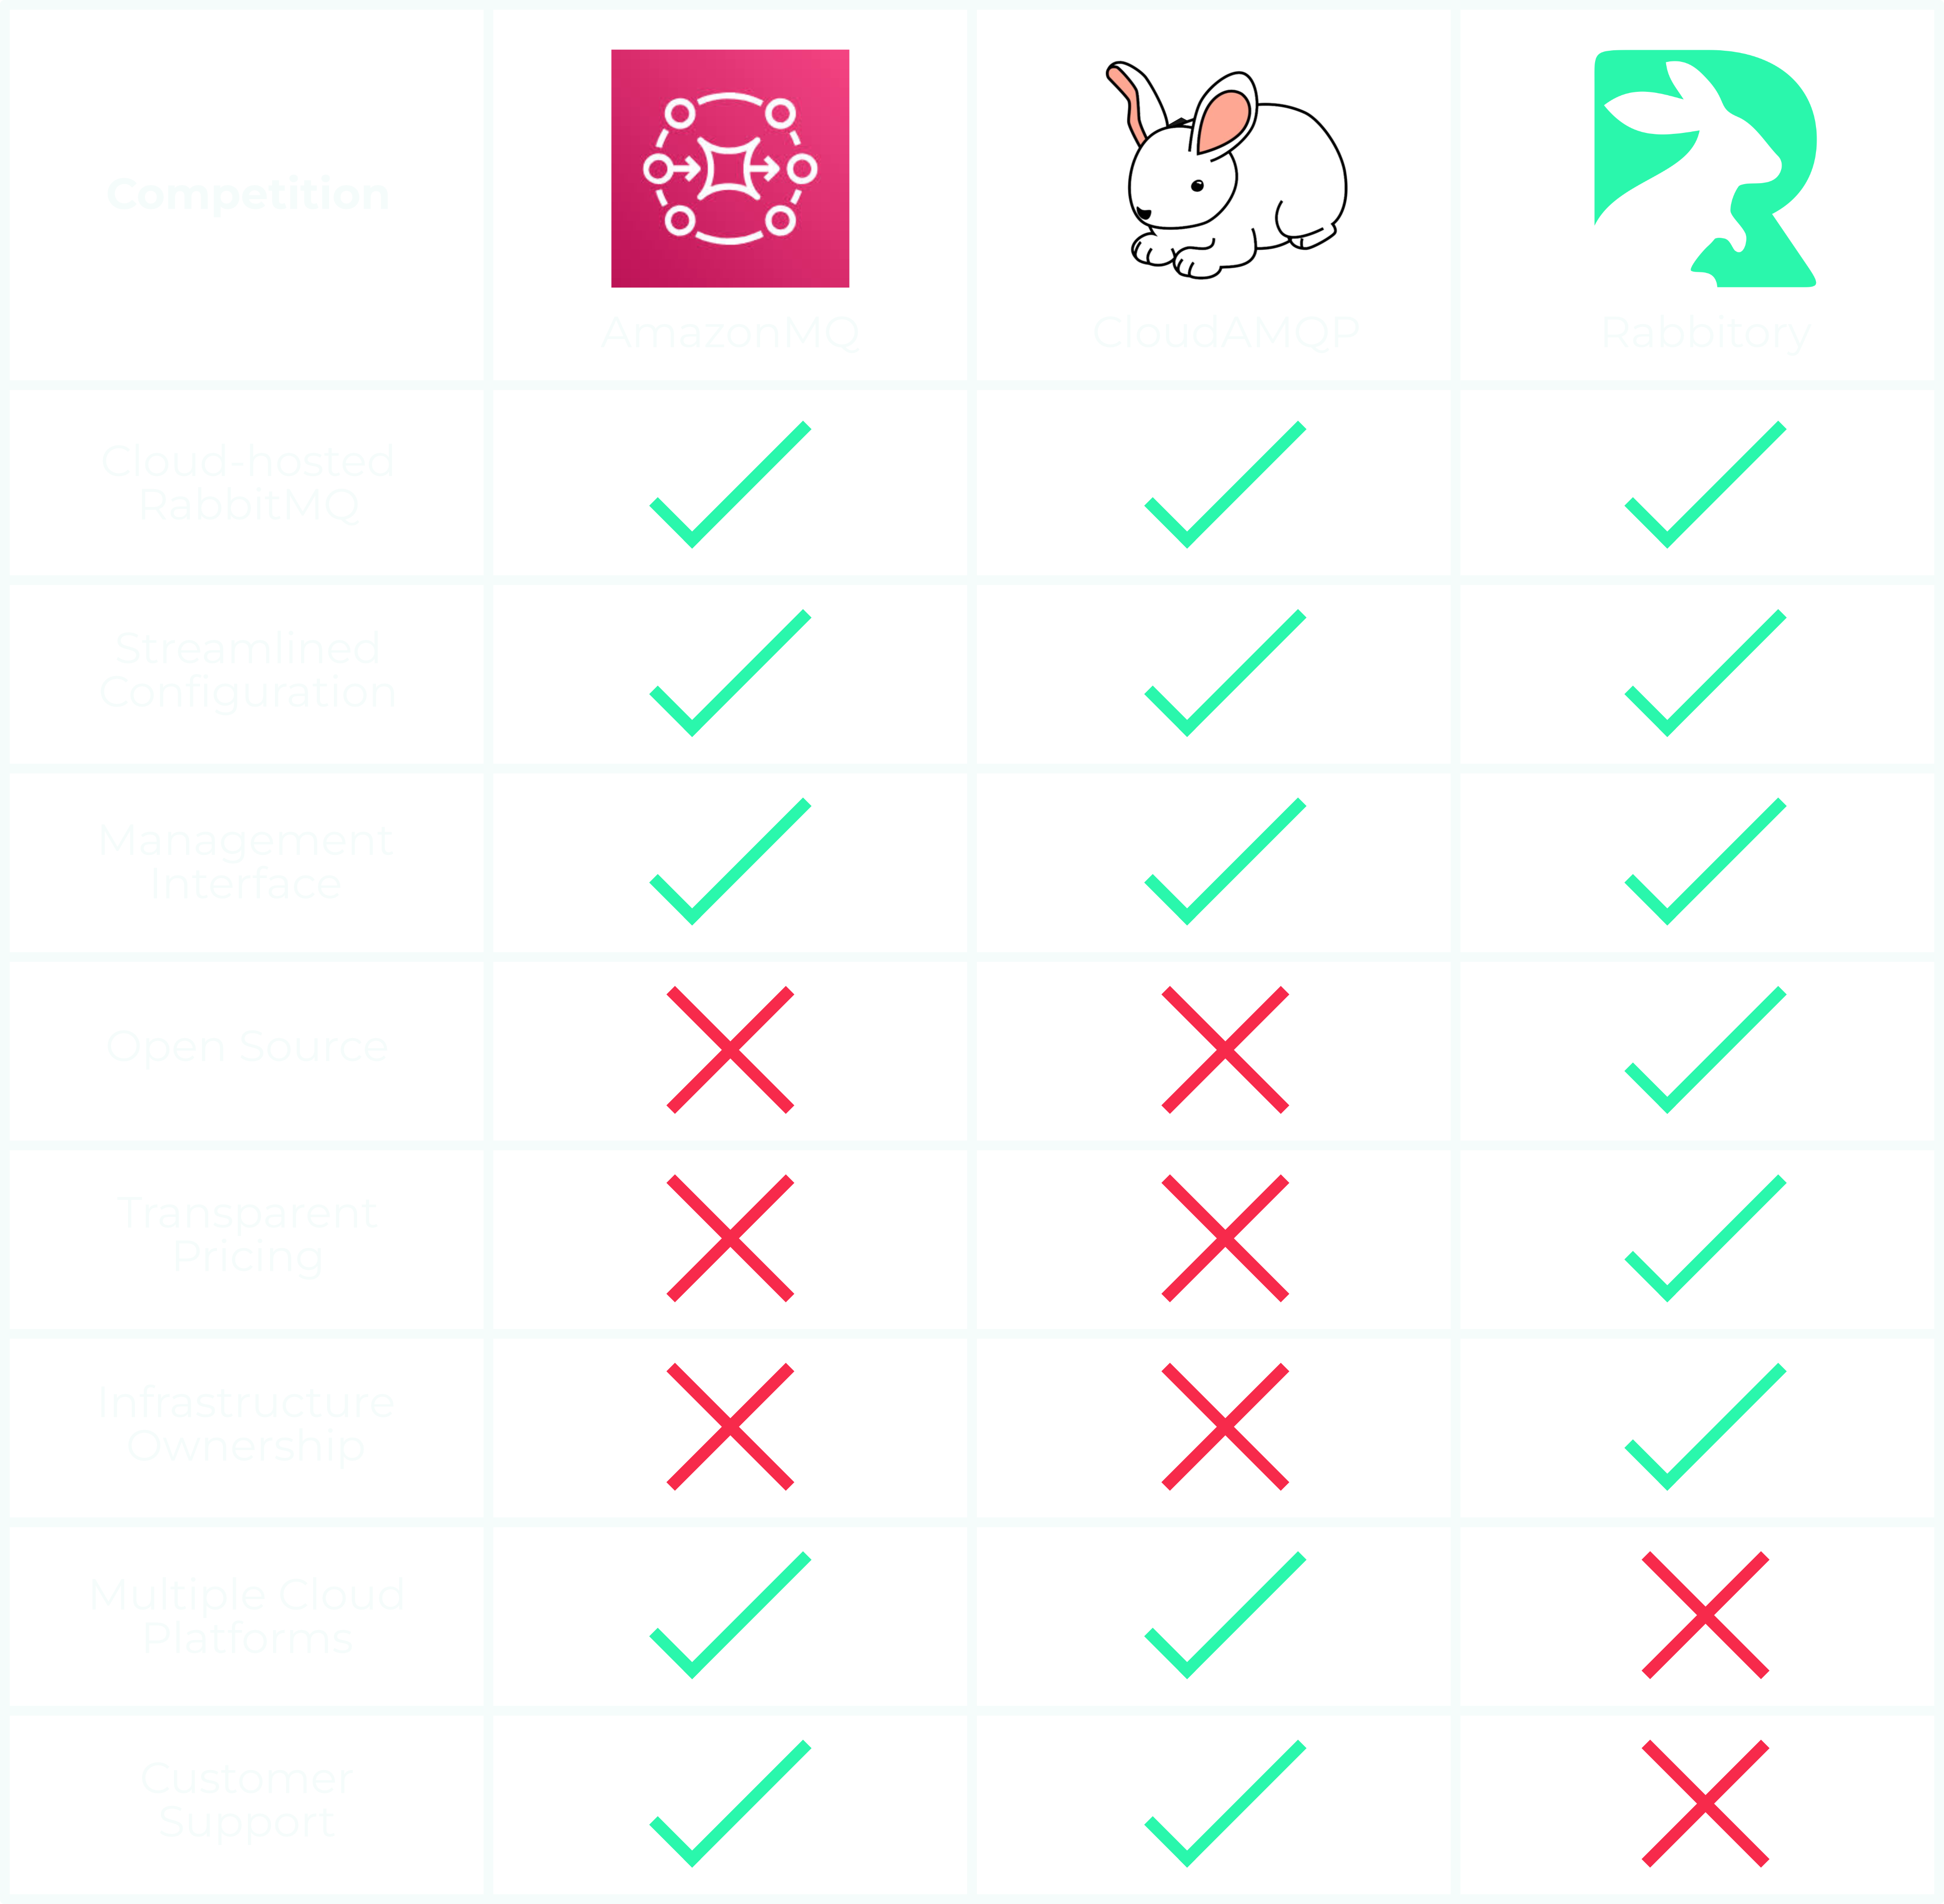 Competition
AmazonMQ
CloudAMQP
Rabbitory
Cloud-hosted
RabbitMQ
Streamlined
Configuration
Management
Interface
Open Source
Transparent
Pricing
Infrastructure
Ownership
Multiple Cloud
Platforms
Customer
Support